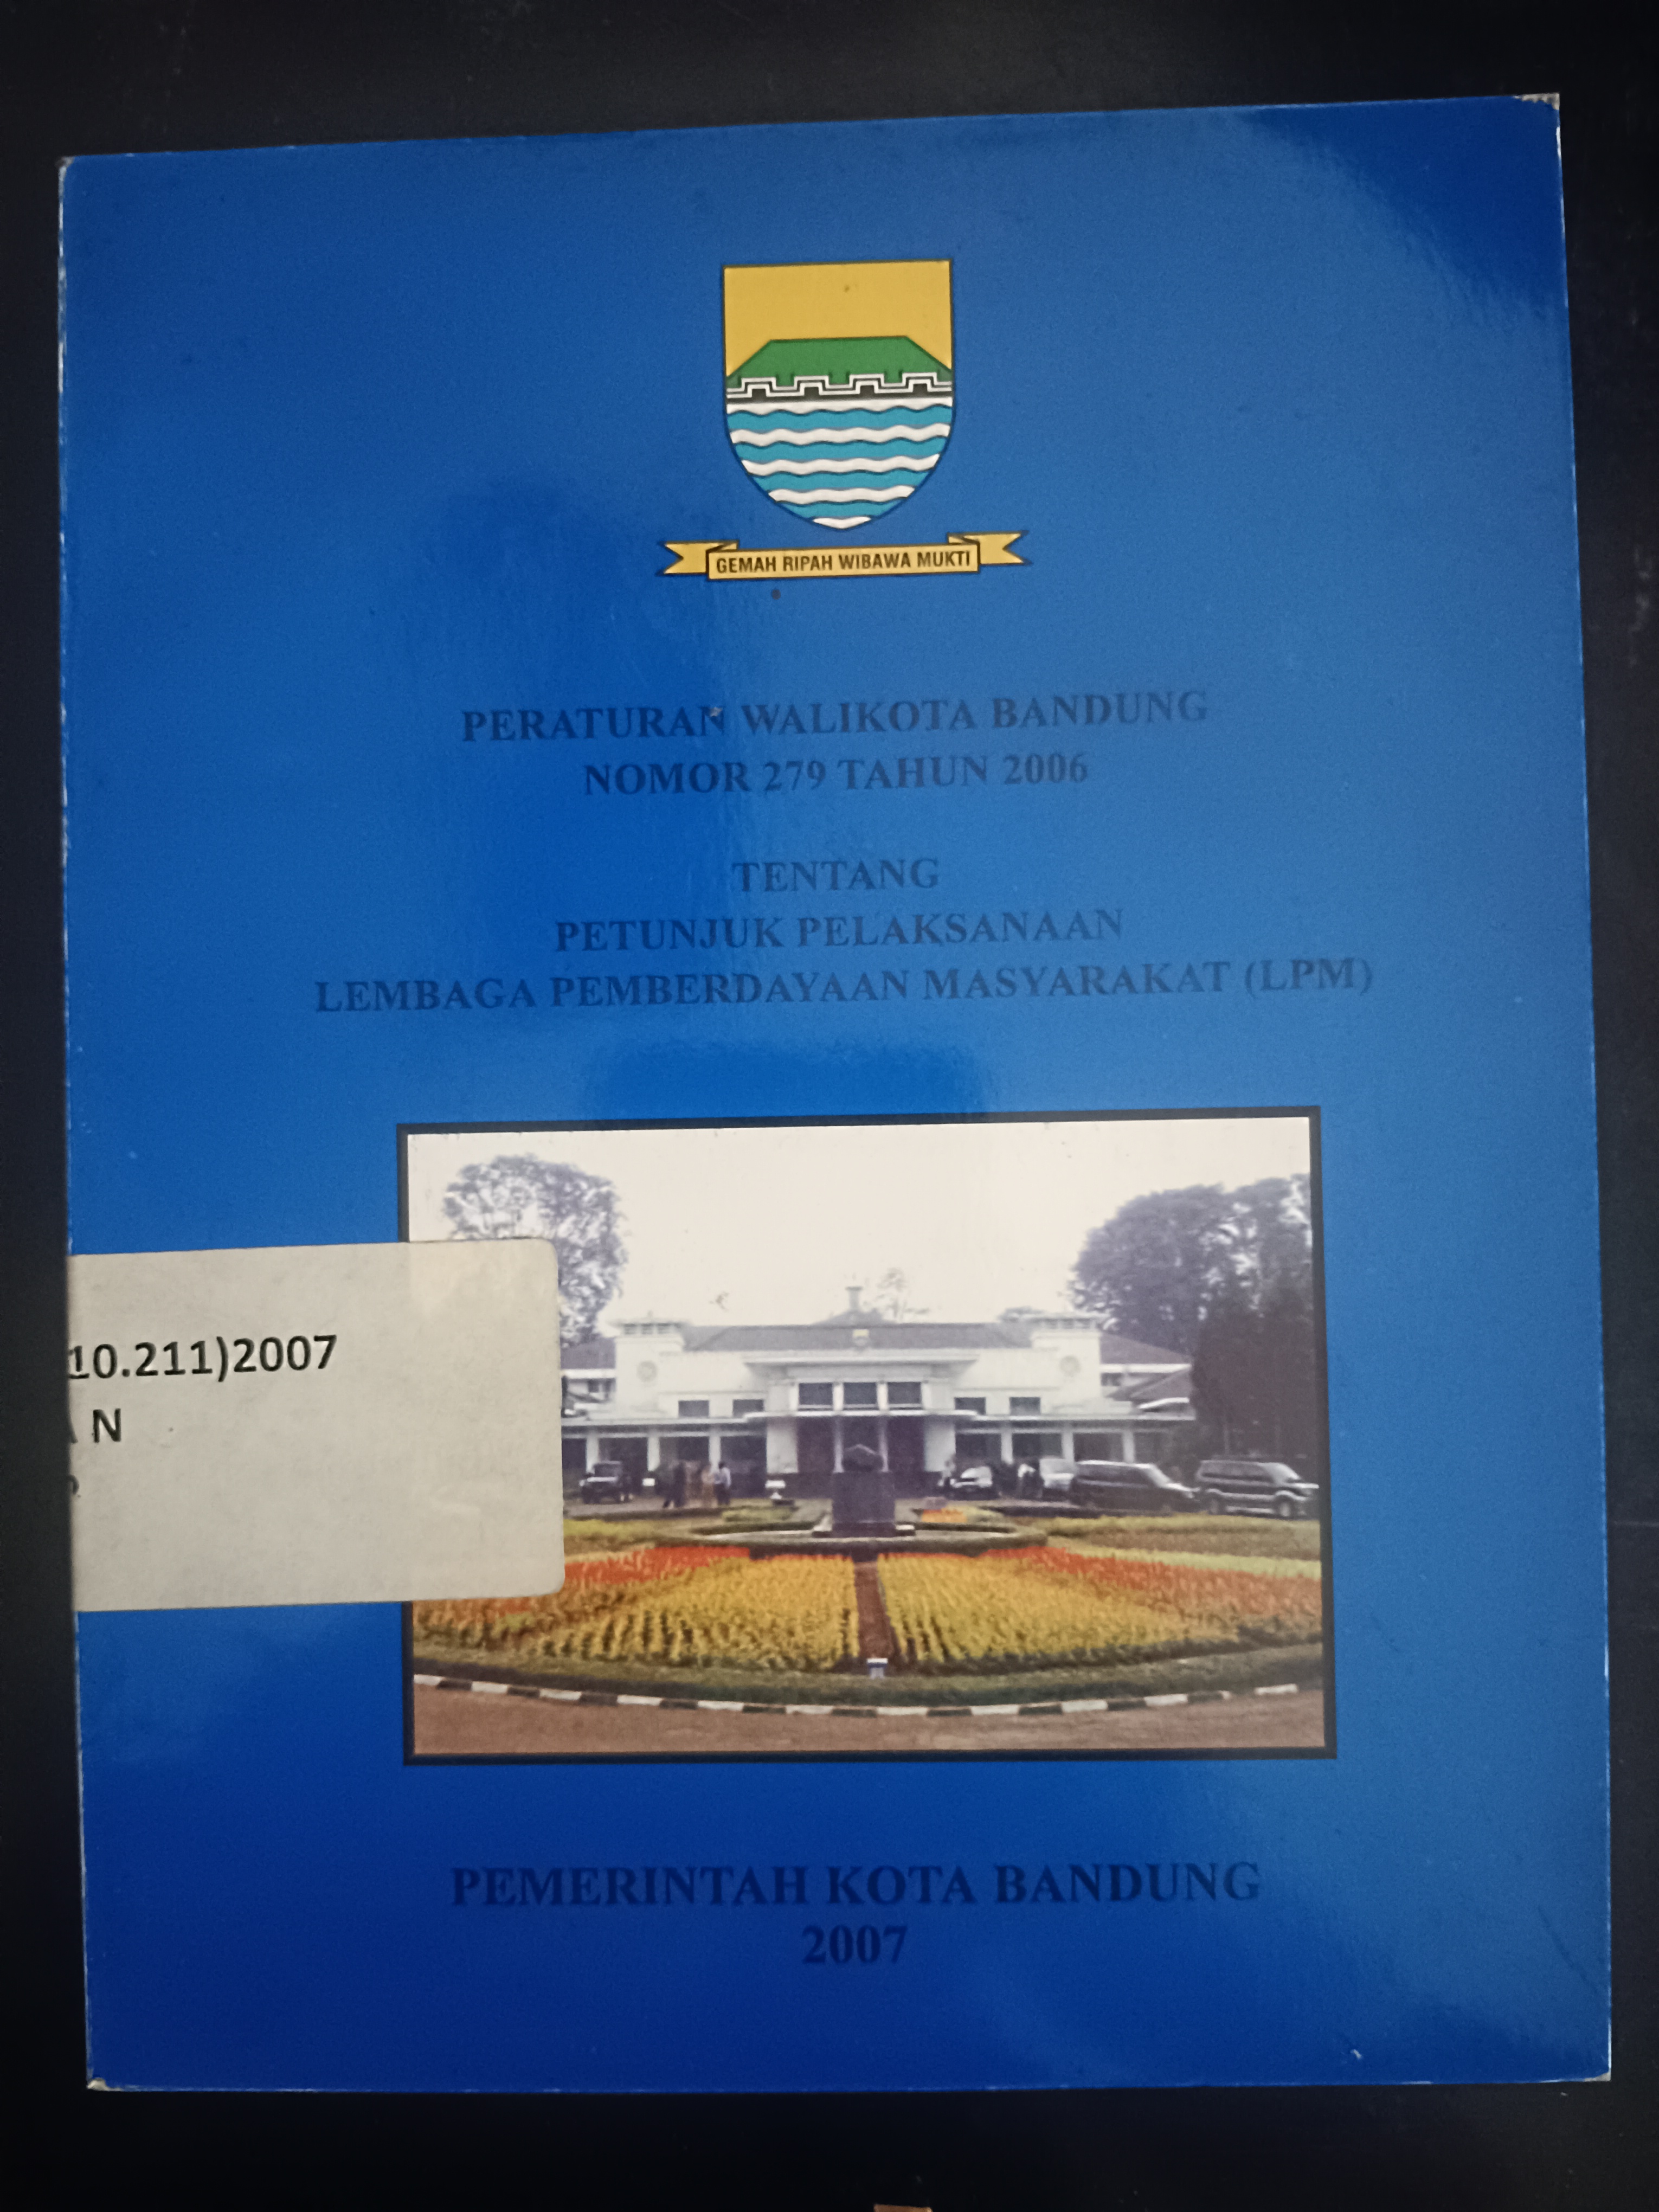 GEMAH RIPAH WIBAWA MUKTI
PERATURAN WALIKOTA BANDUNG
NOMOR 279 TAHUN 2006
TENTANG
PETUNJUK PELAKSANAAN
LEMBAGA PEMBERDAYAAN MASYARAKAT (LPM)
10.211)2007
N
PEMERINTAH KOTA BANDUNG
2007